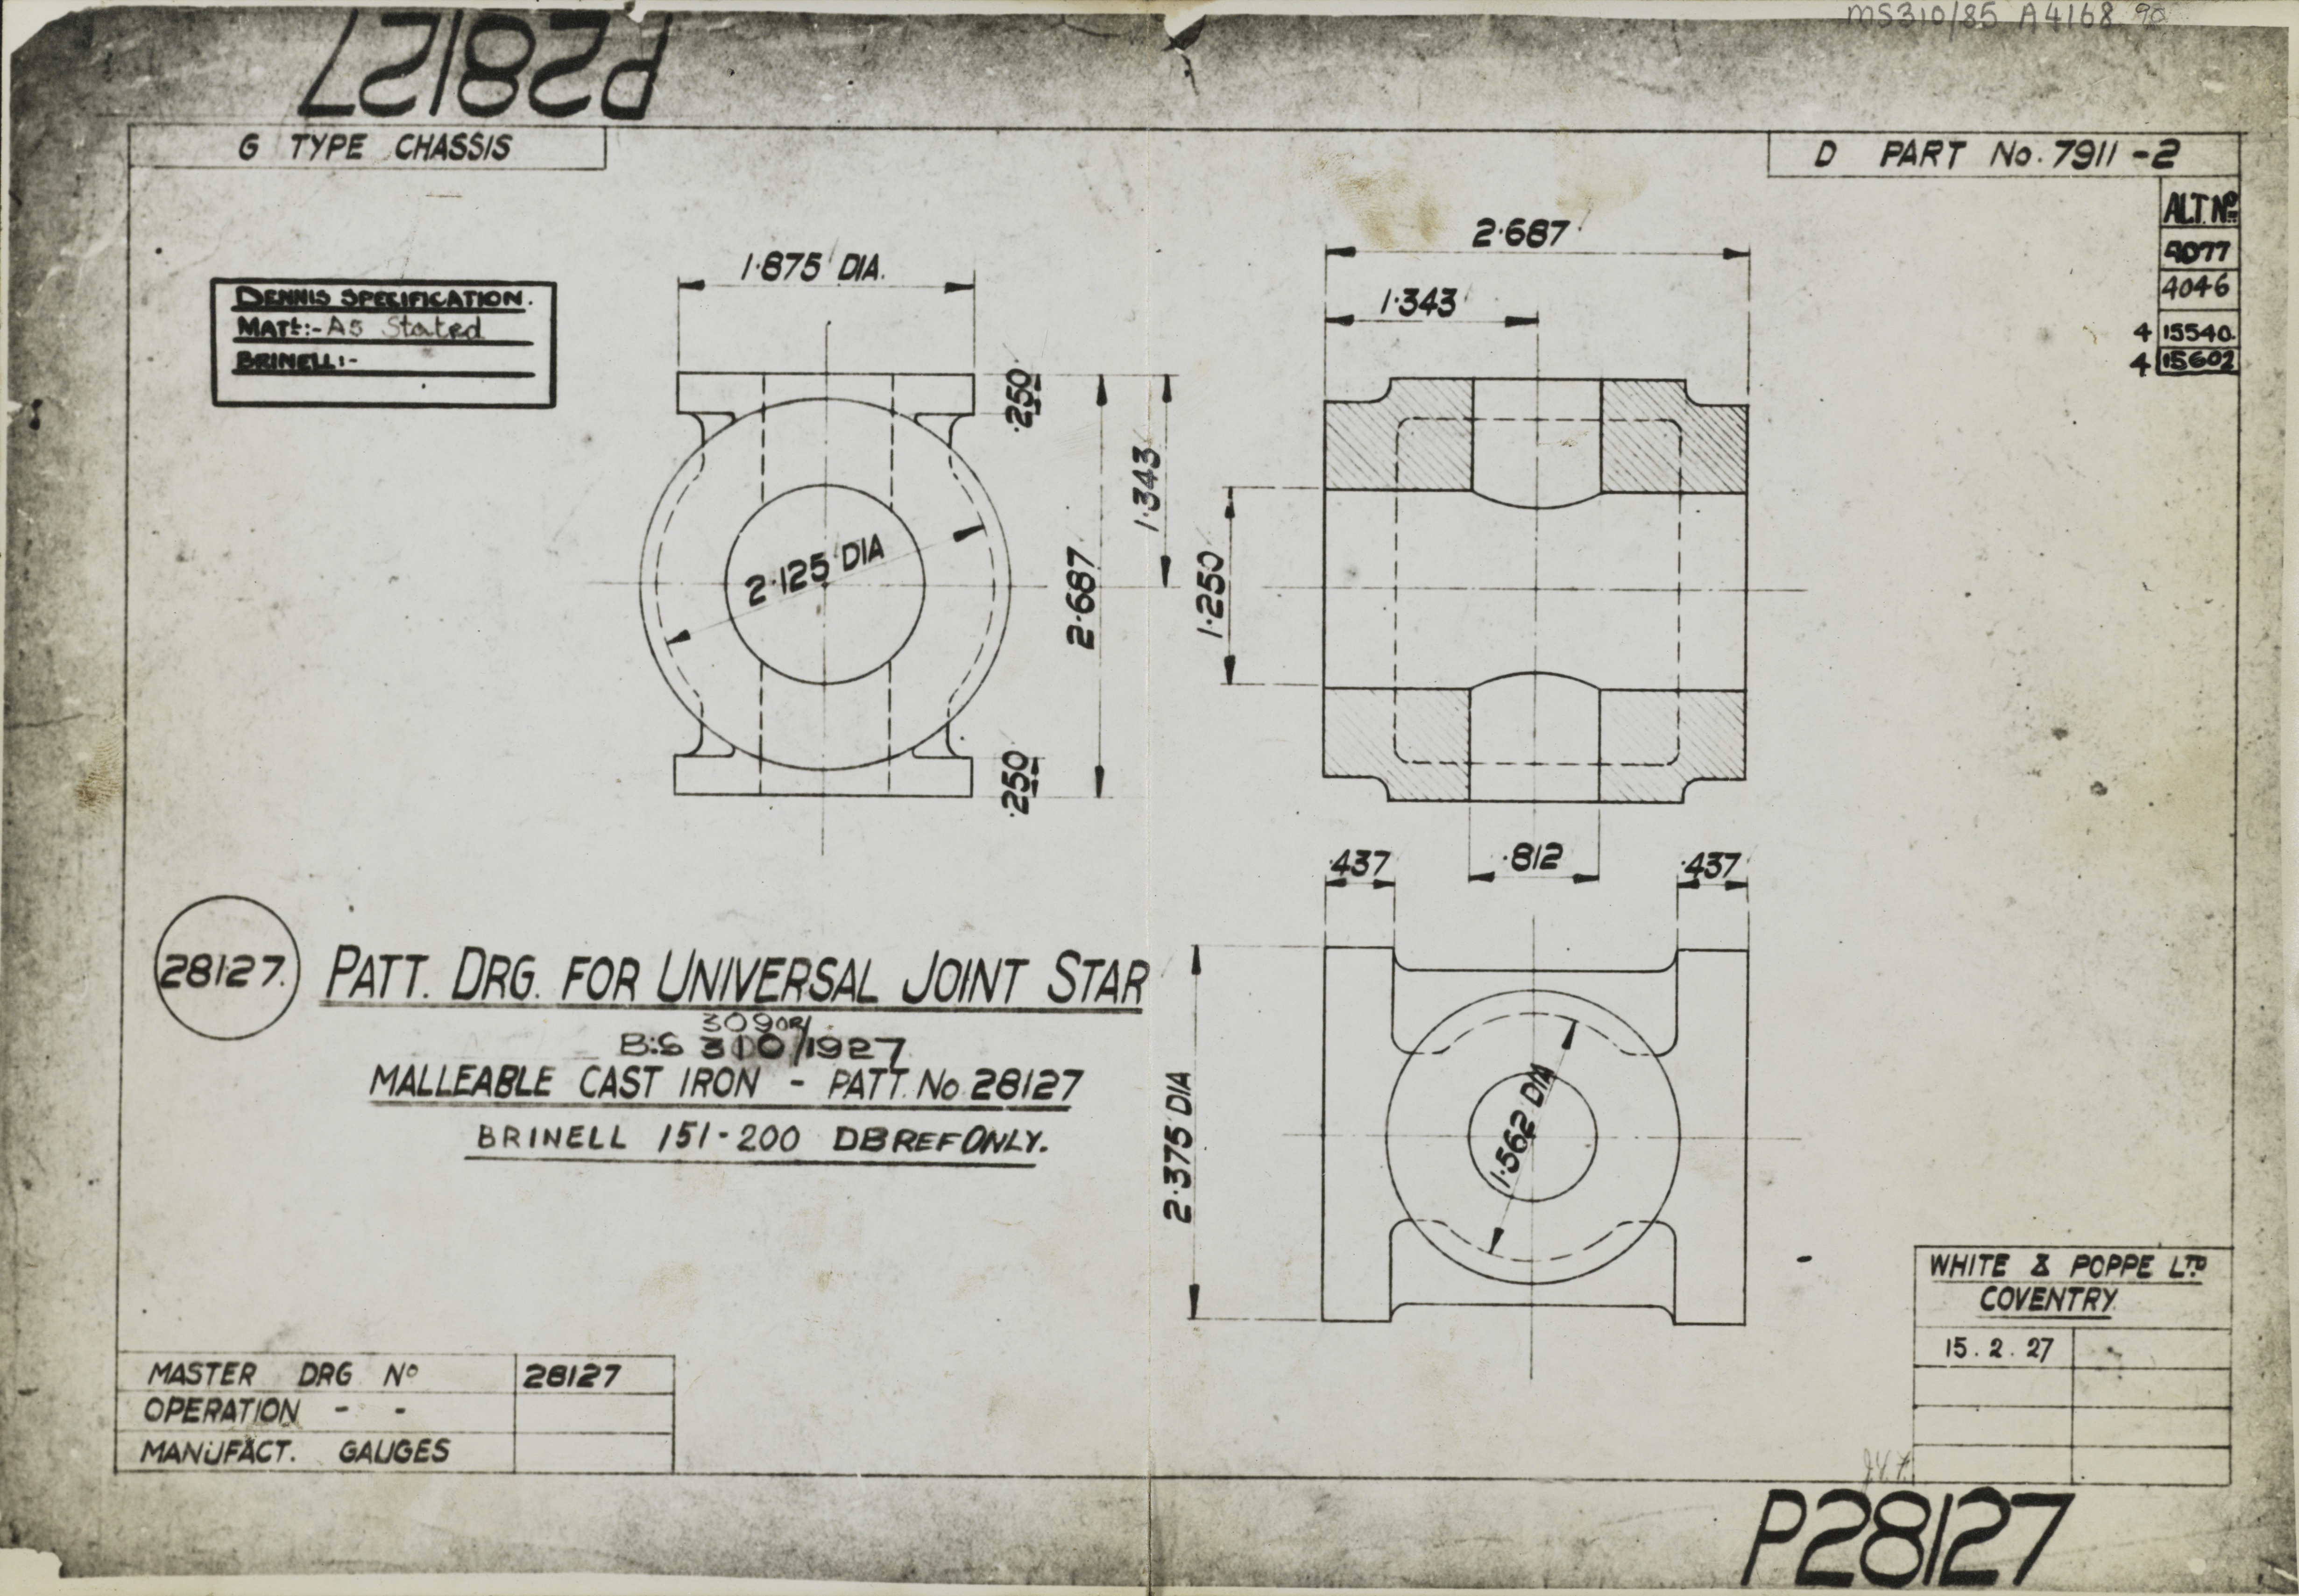 MS310/85 A4168 90
P28127
G TYPE CHASSIS
D PART No. 7911-2
ALT. No
4077
4046
4 15540
4 15602
DENNIS SPECIFICATION.
MATL:- As Stated
BRINELL:-
1.875 DIA.
.250
2.687
1.343
2.125 DIA
.250
2.687
1.343
1.250
.437
.812
.437
2.375 DIA
1.562 DIA
28127.
PATT. DRG. FOR UNIVERSAL JOINT STAR
309 OR
B.S 310/1927
MALLEABLE CAST IRON - PATT. No 28127
BRINELL 151-200 DB REF ONLY.
WHITE & POPPE LTD
COVENTRY
15.2.27
MASTER DRG No 28127
OPERATION - -
MANUFACT. GAUGES
P28127